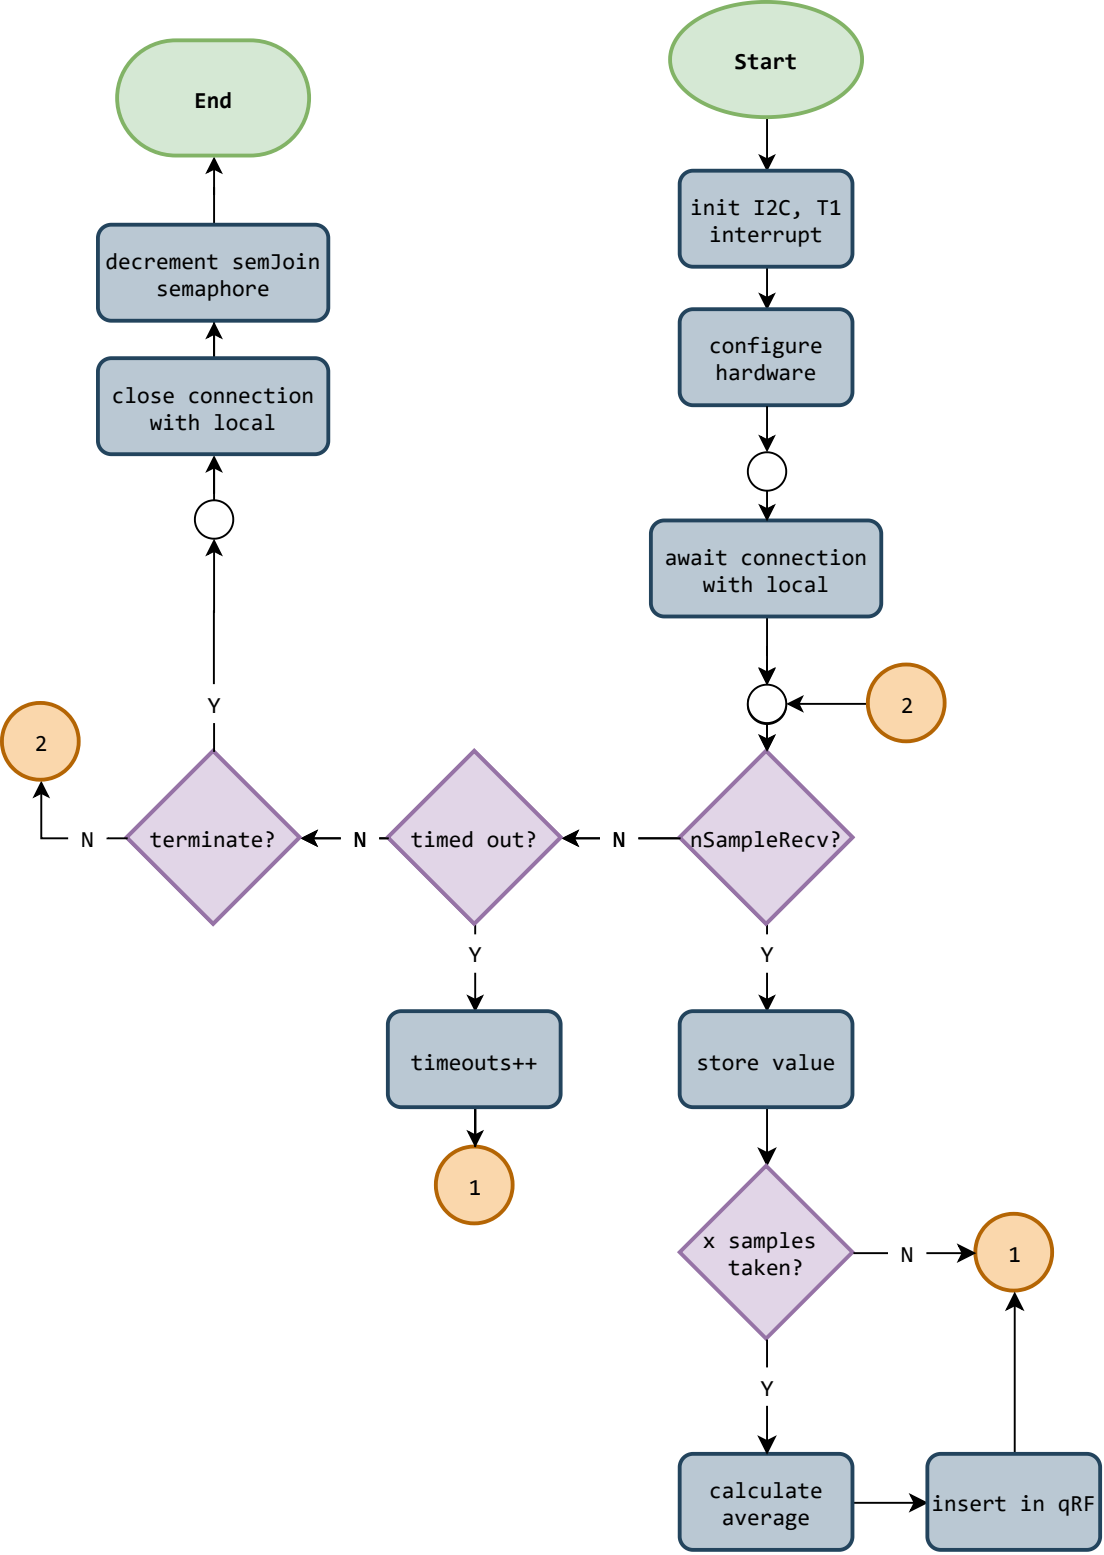 Start
End
init I2C, T1
interrupt
decrement semJoin
semaphore
configure
hardware
close connection
with local
await connection
with local
Y
2
2
terminate?
timed out?
nSampleRecv?
N
N
N
Y
Y
timeouts++
store value
1
x samples
taken?
N
1
Y
calculate
average
insert in qRF